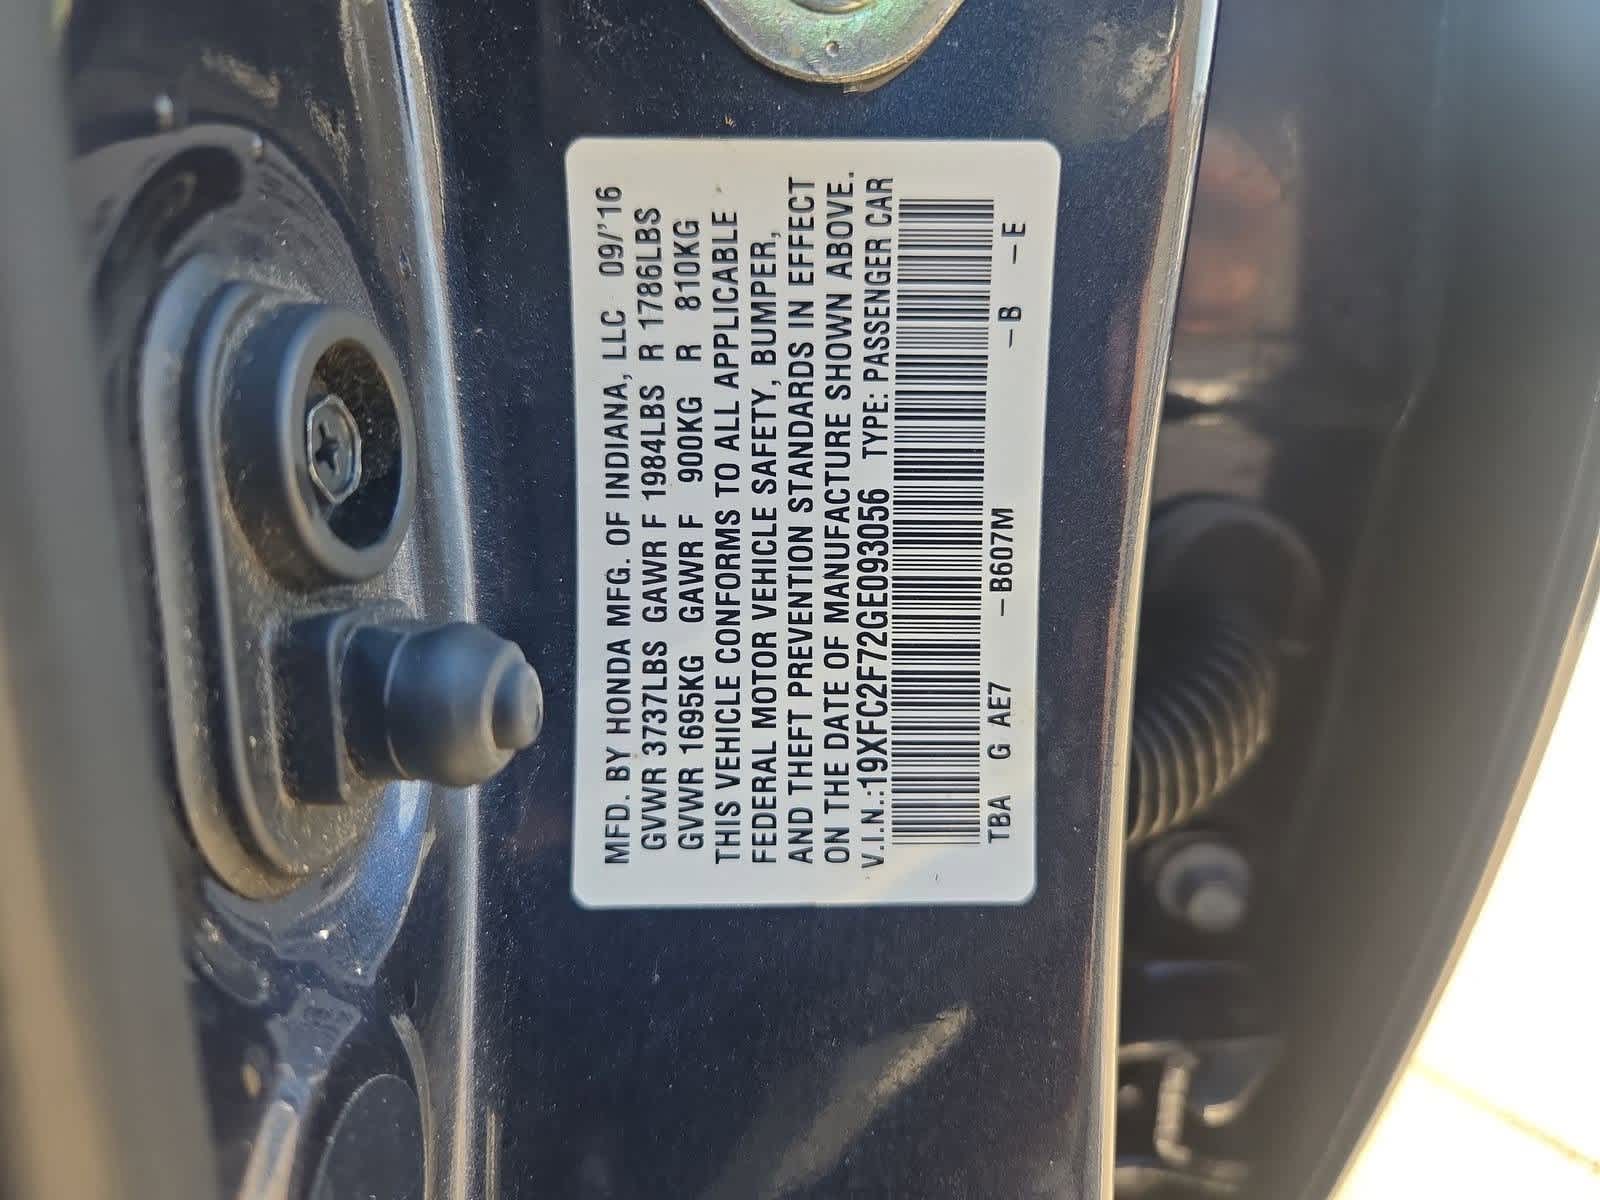 MFD. BY HONDA MFG. OF INDIANA, LLC 09/'16
GVWR 3737LBS GAWR F 1984LBS R 1786LBS
GVWR 1695KG GAWR F 900KG R 810KG
THIS VEHICLE CONFORMS TO ALL APPLICABLE
FEDERAL MOTOR VEHICLE SAFETY, BUMPER,
AND THEFT PREVENTION STANDARDS IN EFFECT
ON THE DATE OF MANUFACTURE SHOWN ABOVE.
V.I.N.:19XFC2F72GE093056 TYPE: PASSENGER CAR
TBA G AE7 –B607M –B –E